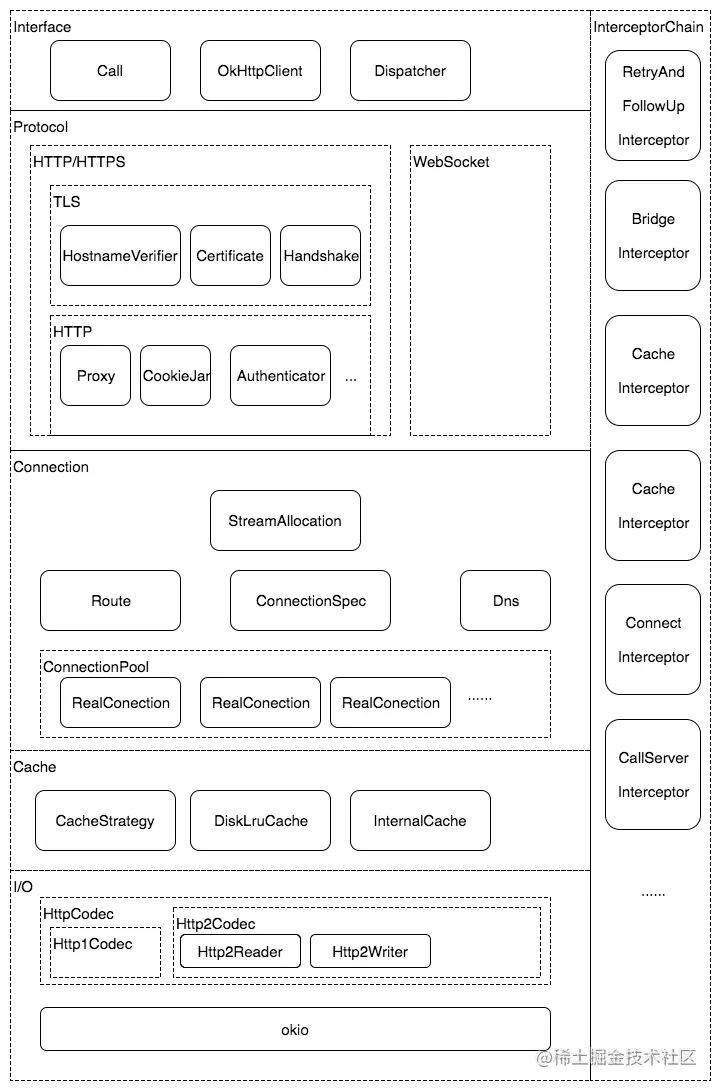 Interface
Call
OkHttpClient
Dispatcher
Protocol
HTTP/HTTPS
TLS
HostnameVerifier
Certificate
Handshake
HTTP
Proxy
CookieJar
Authenticator
...
WebSocket
Connection
StreamAllocation
Route
ConnectionSpec
Dns
ConnectionPool
RealConection
RealConection
RealConection
......
Cache
CacheStrategy
DiskLruCache
InternalCache
I/O
HttpCodec
Http1Codec
Http2Codec
Http2Reader
Http2Writer
okio
InterceptorChain
RetryAnd
FollowUp
Interceptor
Bridge
Interceptor
Cache
Interceptor
Cache
Interceptor
Connect
Interceptor
CallServer
Interceptor
......
@稀土掘金技术社区